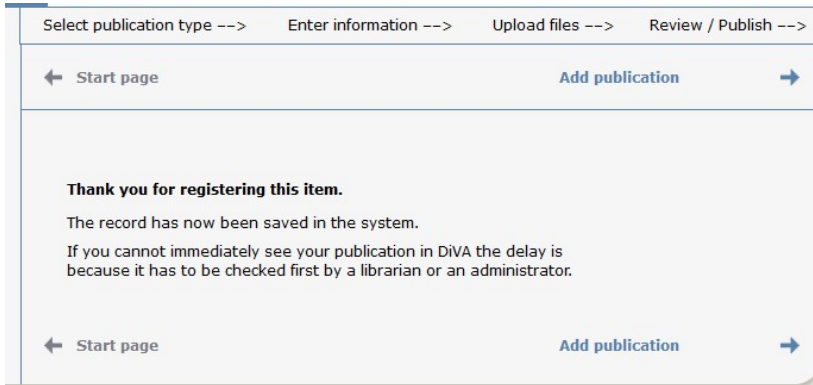 Select publication type --> Enter information --> Upload files --> Review / Publish -->
Start page Add publication
Thank you for registering this item.
The record has now been saved in the system.
If you cannot immediately see your publication in DiVA the delay is
because it has to be checked first by a librarian or an administrator.
Start page Add publication